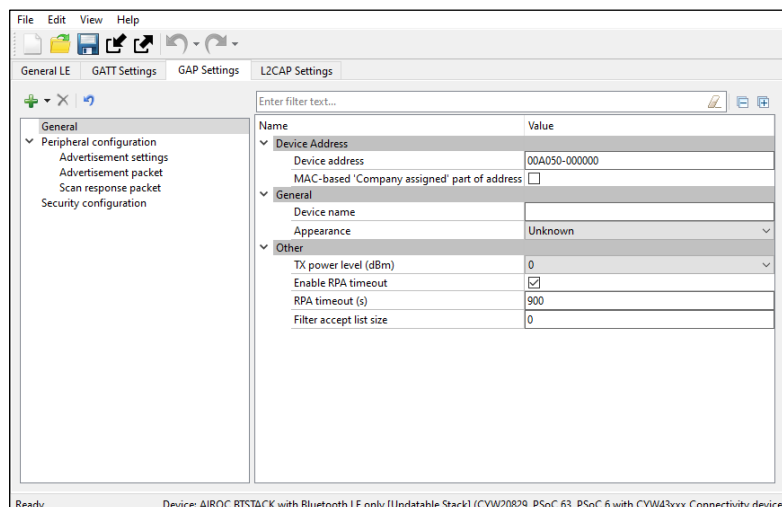 File Edit View Help
General LE GATT Settings GAP Settings L2CAP Settings
Enter filter text...
General
Peripheral configuration
Advertisement settings
Advertisement packet
Scan response packet
Security configuration
Name Value
Device Address
Device address 00A050-000000
MAC-based 'Company assigned' part of address
General
Device name
Appearance Unknown
Other
TX power level (dBm) 0
Enable RPA timeout
RPA timeout (s) 900
Filter accept list size 0
Ready Device: AIROC BTSTACK with Bluetooth LE only [Updatable Stack] (CYW20829, PSoC 63, PSoC 6 with CYW43xxx Connectivity device